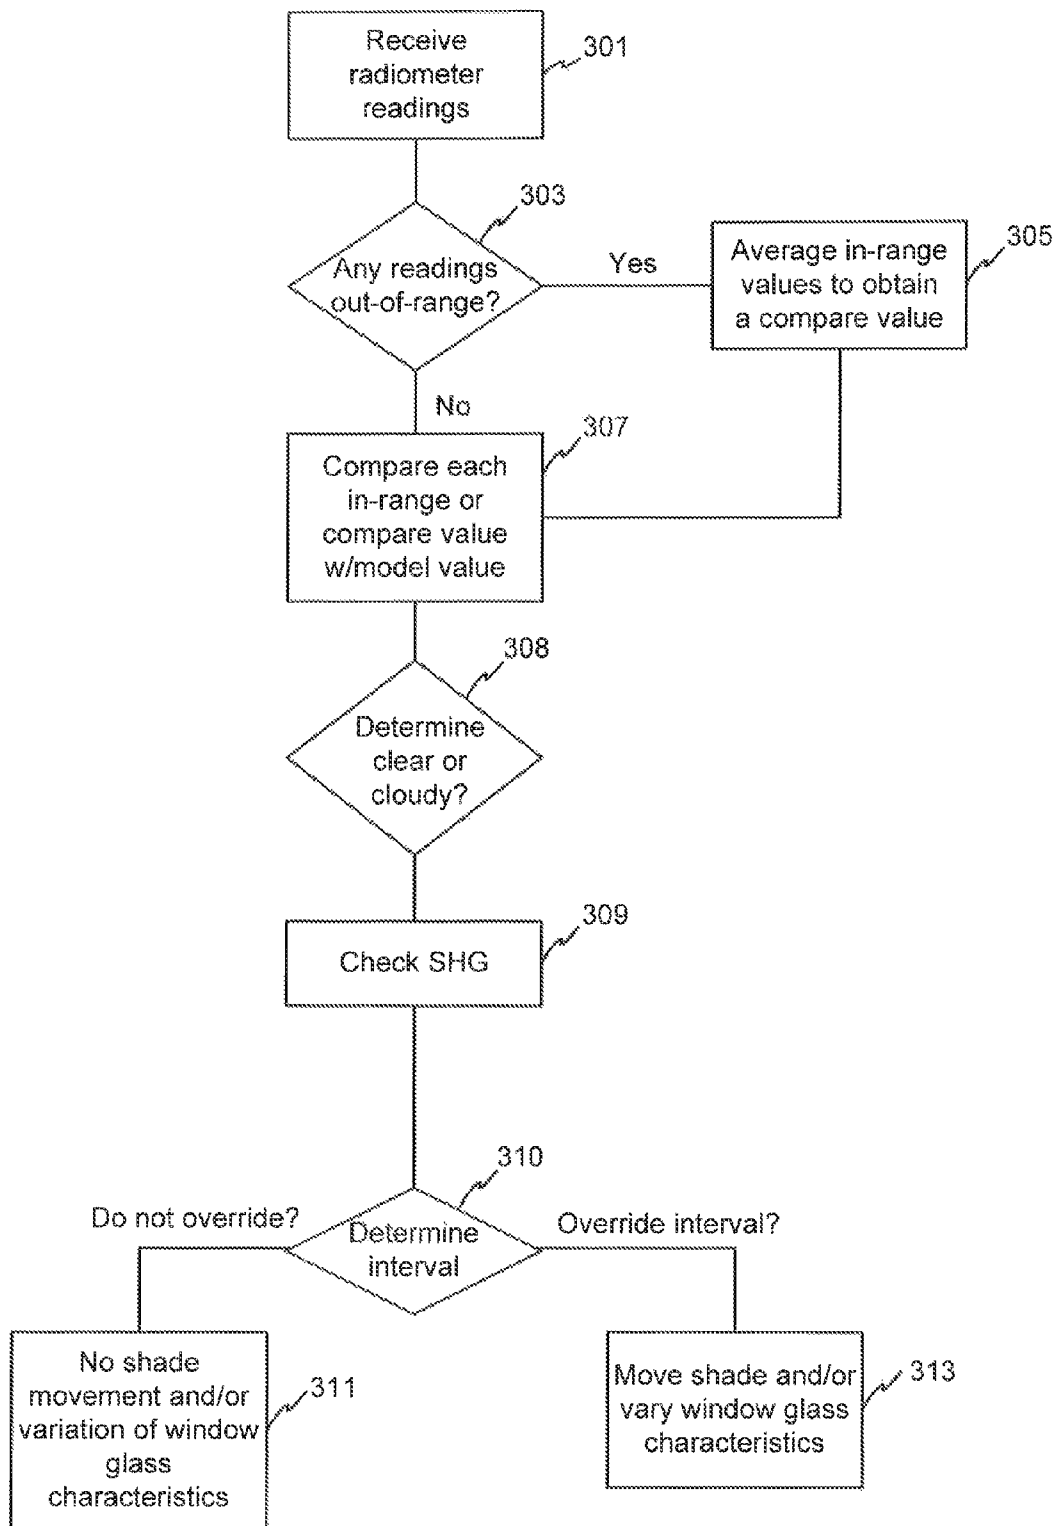 Receive
radiometer
readings
301
303
Any readings
out-of-range?
Yes
Average in-range
values to obtain
a compare value
305
No
307
Compare each
in-range or
compare value
w/model value
308
Determine
clear or
cloudy?
309
Check SHG
310
Do not override?
Determine
interval
Override interval?
No shade
movement and/or
variation of window
glass
characteristics
311
Move shade and/or
vary window glass
characteristics
313